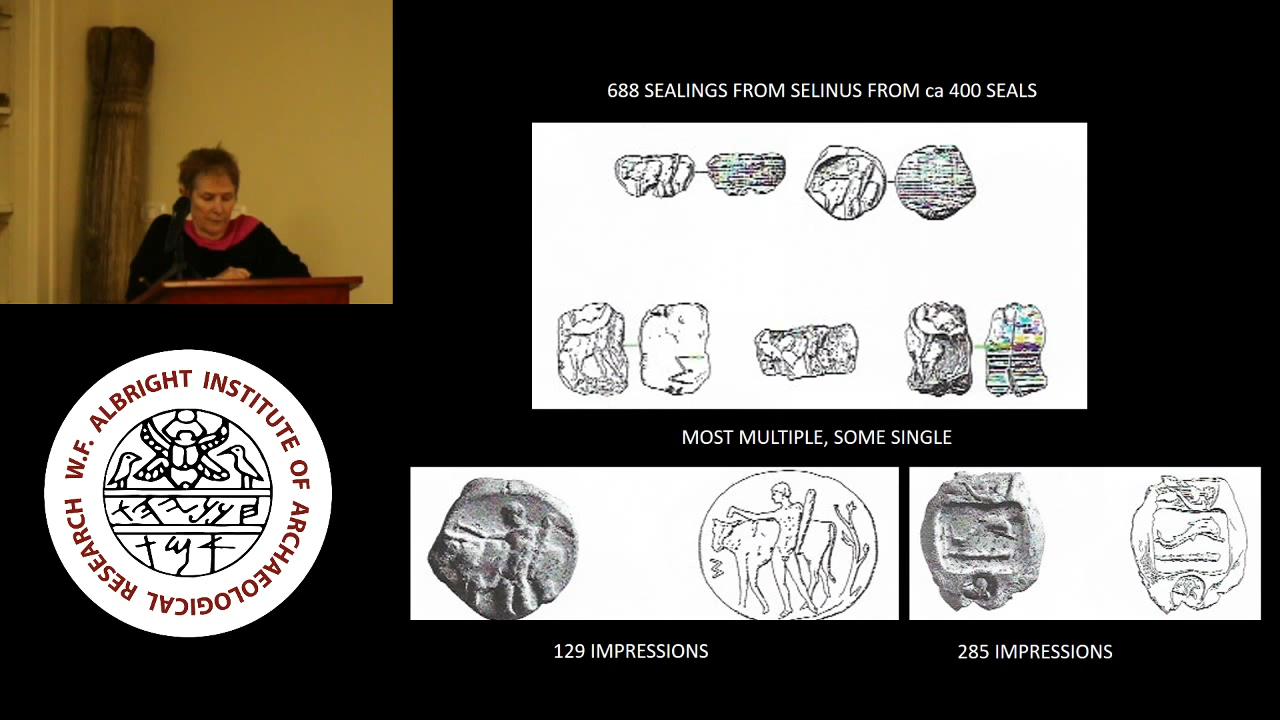 688 SEALINGS FROM SELINUS FROM ca 400 SEALS
MOST MULTIPLE, SOME SINGLE
129 IMPRESSIONS
285 IMPRESSIONS
W.F. ALBRIGHT INSTITUTE OF ARCHAEOLOGICAL RESEARCH